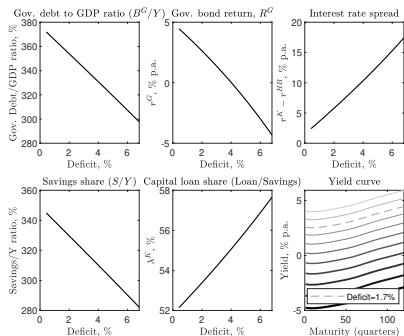 Gov. debt to GDP ratio (B^G/Y)
Gov. bond return, R^G
Interest rate spread
Gov. Debt/GDP ratio, %
380
360
340
320
300
280
0 2 4 6
Deficit, %
r^G, % p.a.
5
0
-5
0 2 4 6
Deficit, %
r^K − r^HB, % p.a.
20
15
10
5
0
0 2 4 6
Deficit, %
Savings share (S/Y)
Capital loan share (Loan/Savings)
Yield curve
Savings/Y ratio, %
360
340
320
300
280
0 2 4 6
Deficit, %
λ^K, %
58
56
54
52
0 2 4 6
Deficit, %
Yield, % p.a.
5
0
-5
Deficit=1.7%
0 50 100
Maturity (quarters)